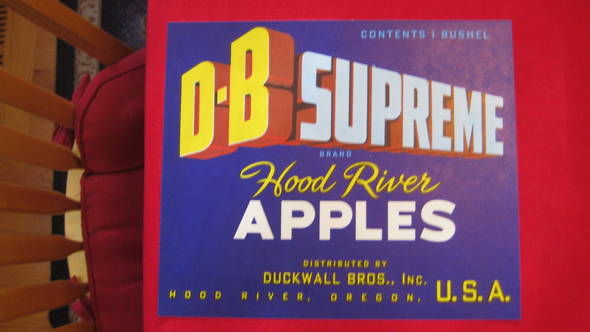 CONTENTS 1 BUSHEL
D-B SUPREME
BRAND
Hood River
APPLES
DISTRIBUTED BY
DUCKWALL BROS., INC.
HOOD RIVER, OREGON, U.S.A.